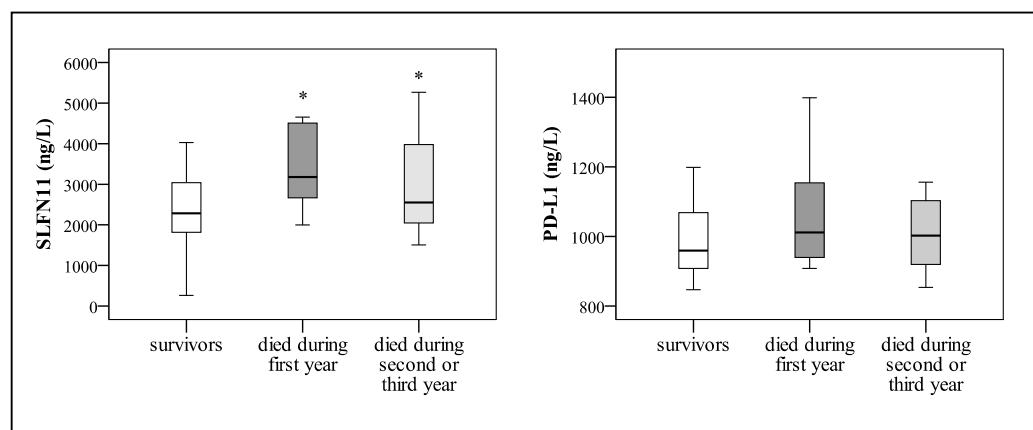 SLFN11 (ng/L)
6000
5000
4000
3000
2000
1000
0
*
*
survivors
died during
first year
died during
second or
third year
PD-L1 (ng/L)
1400
1200
1000
800
survivors
died during
first year
died during
second or
third year